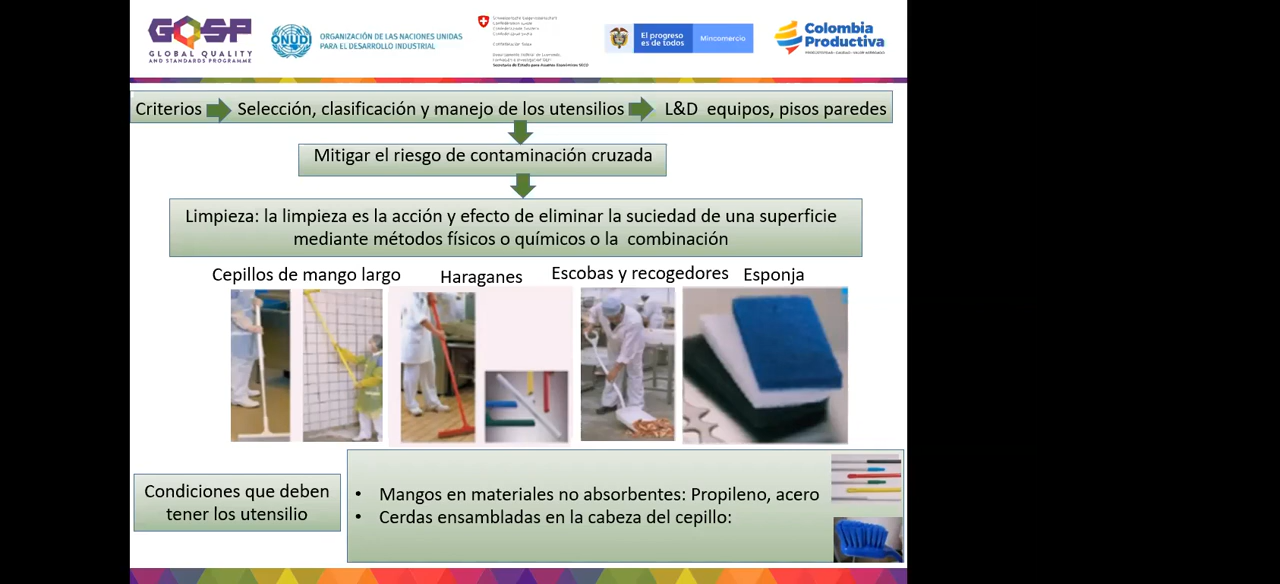 GQSP
GLOBAL QUALITY
AND STANDARDS PROGRAMME
ONUDI
ORGANIZACIÓN DE LAS NACIONES UNIDAS
PARA EL DESARROLLO INDUSTRIAL
El progreso
es de todos
Mincomercio
Colombia
Productiva
Criterios
Selección, clasificación y manejo de los utensilios
L&D equipos, pisos paredes
Mitigar el riesgo de contaminación cruzada
Limpieza: la limpieza es la acción y efecto de eliminar la suciedad de una superficie
mediante métodos físicos o químicos o la combinación
Cepillos de mango largo
Haraganes
Escobas y recogedores
Esponja
Condiciones que deben
tener los utensilio
• Mangos en materiales no absorbentes: Propileno, acero
• Cerdas ensambladas en la cabeza del cepillo: